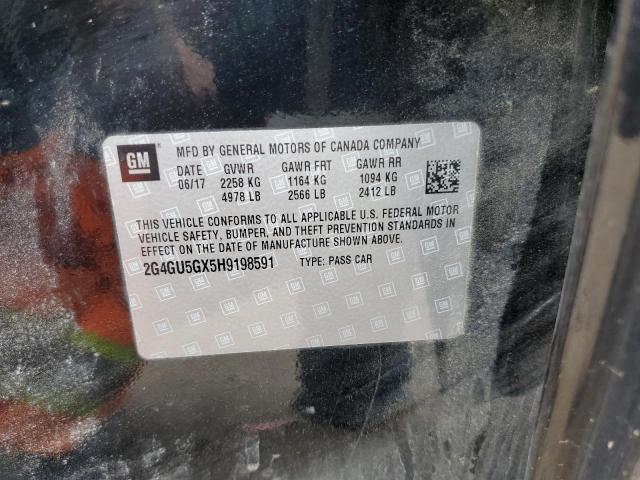 GM
MFD BY GENERAL MOTORS OF CANADA COMPANY
DATE GVWR GAWR FRT GAWR RR
06/17 2258 KG 1164 KG 1094 KG
4978 LB 2566 LB 2412 LB
THIS VEHICLE CONFORMS TO ALL APPLICABLE U.S. FEDERAL MOTOR
VEHICLE SAFETY, BUMPER, AND THEFT PREVENTION STANDARDS IN
EFFECT ON THE DATE OF MANUFACTURE SHOWN ABOVE.
2G4GU5GX5H9198591 TYPE: PASS CAR